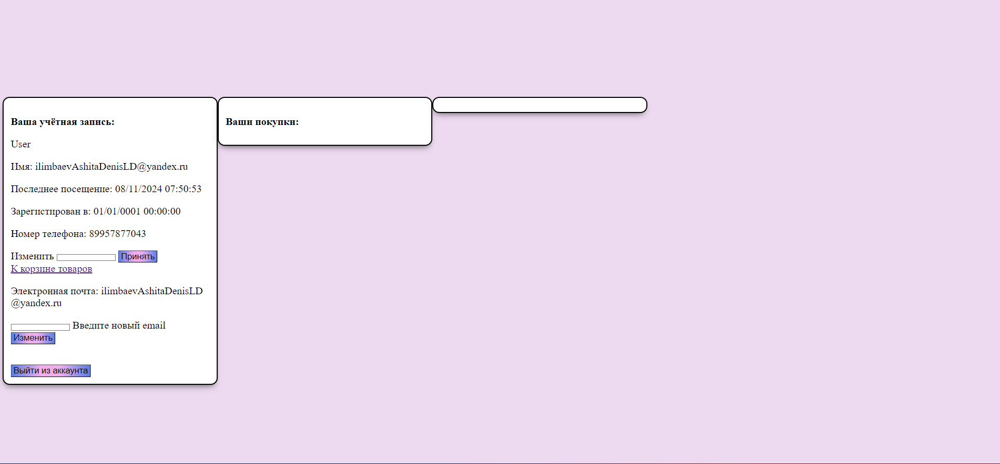 Ваша учётная запись:
User
Имя: ilimbaevAshitaDenisLD@yandex.ru
Последнее посещение: 08/11/2024 07:50:53
Зарегистирован в: 01/01/0001 00:00:00
Номер телефона: 89957877043
Изменить Принять
К корзине товаров
Электронная почта: ilimbaevAshitaDenisLD
@yandex.ru
Введите новый email
Изменить
Выйти из аккаунта
Ваши покупки: